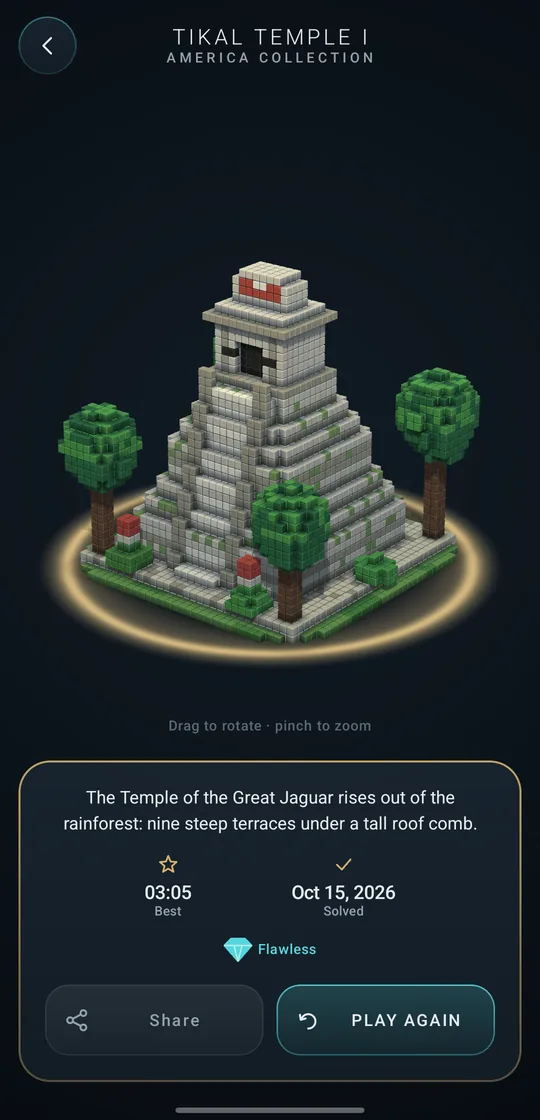 TIKAL TEMPLE I
AMERICA COLLECTION
Drag to rotate · pinch to zoom
The Temple of the Great Jaguar rises out of the
rainforest: nine steep terraces under a tall roof comb.
03:05
Best
Oct 15, 2026
Solved
Flawless
Share
PLAY AGAIN